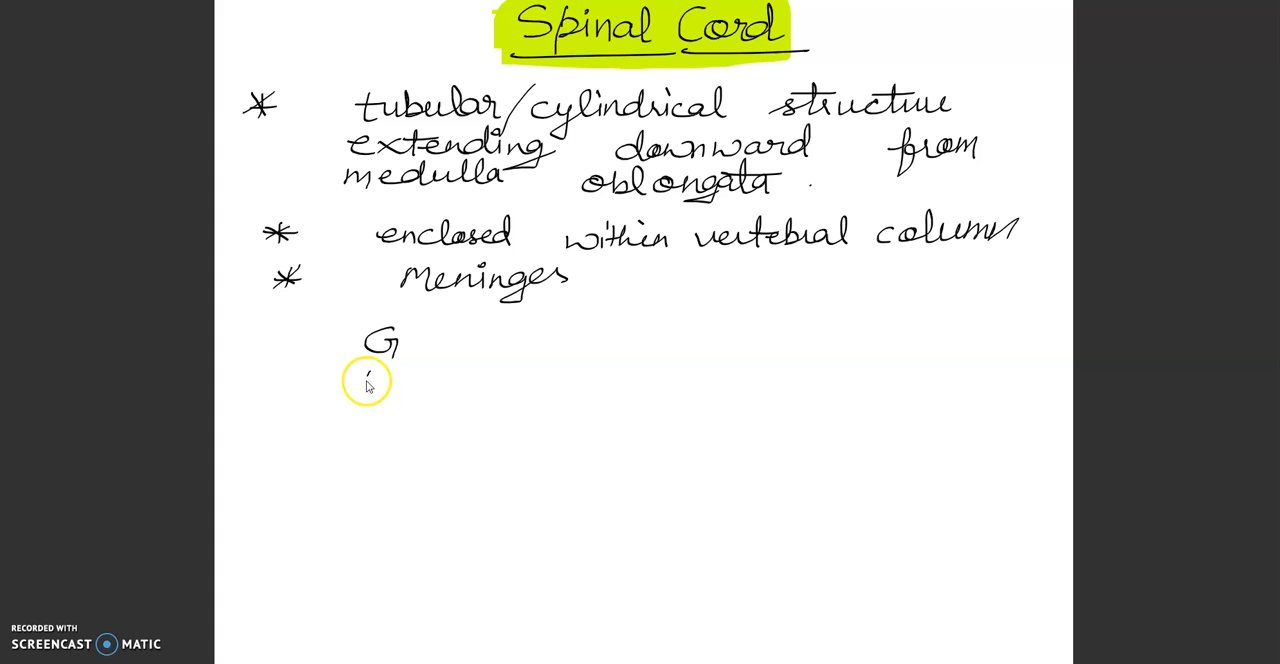 Spinal Cord
* tubular/cylindrical structure
extending downward from
medulla oblongata.
* enclosed within vertebral column
* Meninges
G
RECORDED WITH
SCREENCAST MATIC